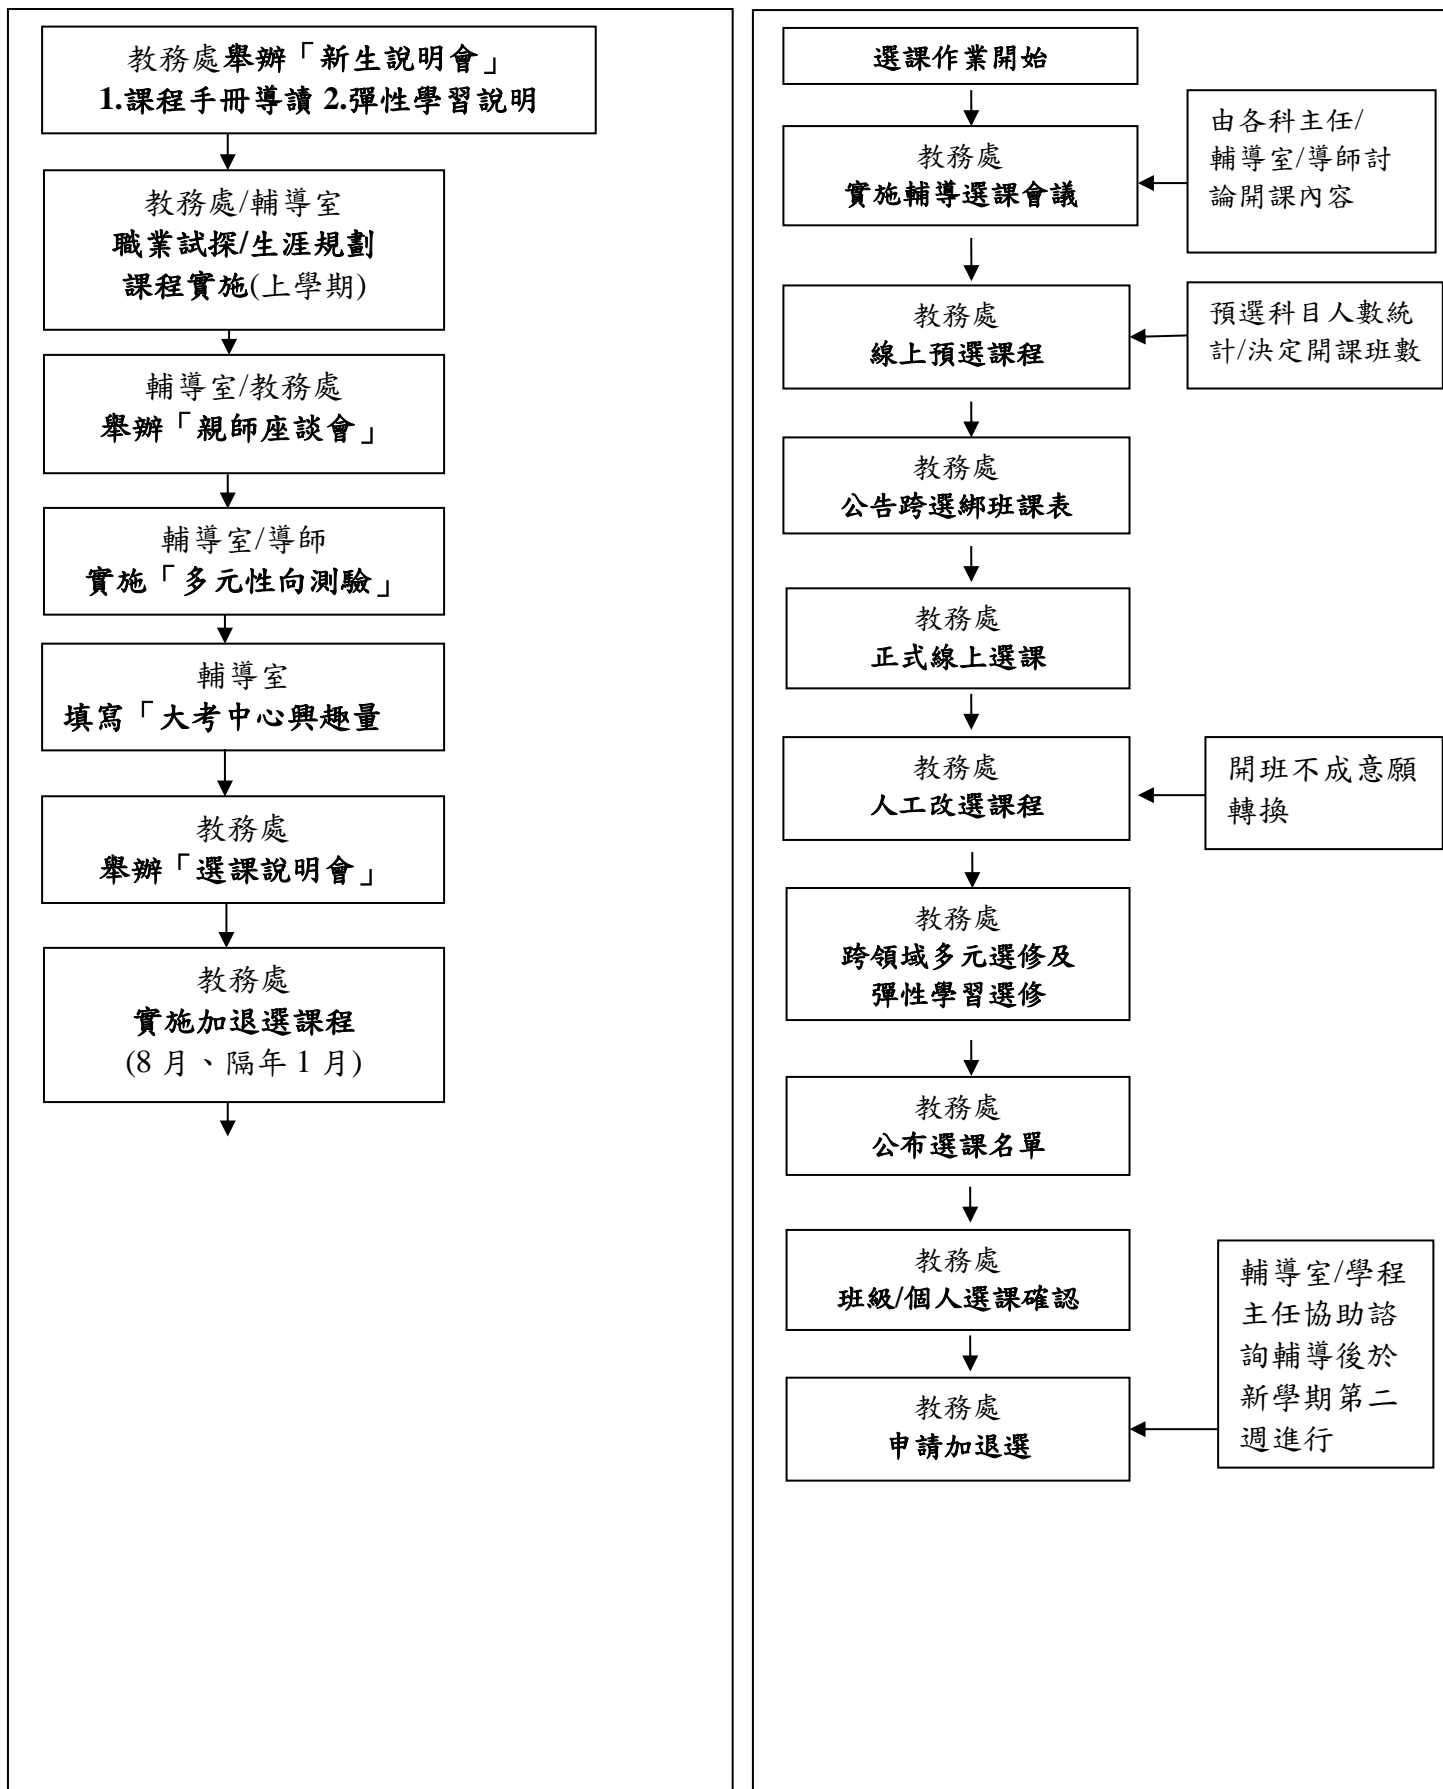 教務處舉辦「新生說明會」
1.課程手冊導讀 2.彈性學習說明
教務處/輔導室
職業試探/生涯規劃
課程實施(上學期)
輔導室/教務處
舉辦「親師座談會」
輔導室/導師
實施「多元性向測驗」
輔導室
填寫「大考中心興趣量
教務處
舉辦「選課說明會」
教務處
實施加退選課程
(8 月、隔年 1 月)
選課作業開始
教務處
實施輔導選課會議
由各科主任/
輔導室/導師討
論開課內容
教務處
線上預選課程
預選科目人數統
計/決定開課班數
教務處
公告跨選綁班課表
教務處
正式線上選課
教務處
人工改選課程
開班不成意願
轉換
教務處
跨領域多元選修及
彈性學習選修
教務處
公布選課名單
教務處
班級/個人選課確認
教務處
申請加退選
輔導室/學程
主任協助諮
詢輔導後於
新學期第二
週進行